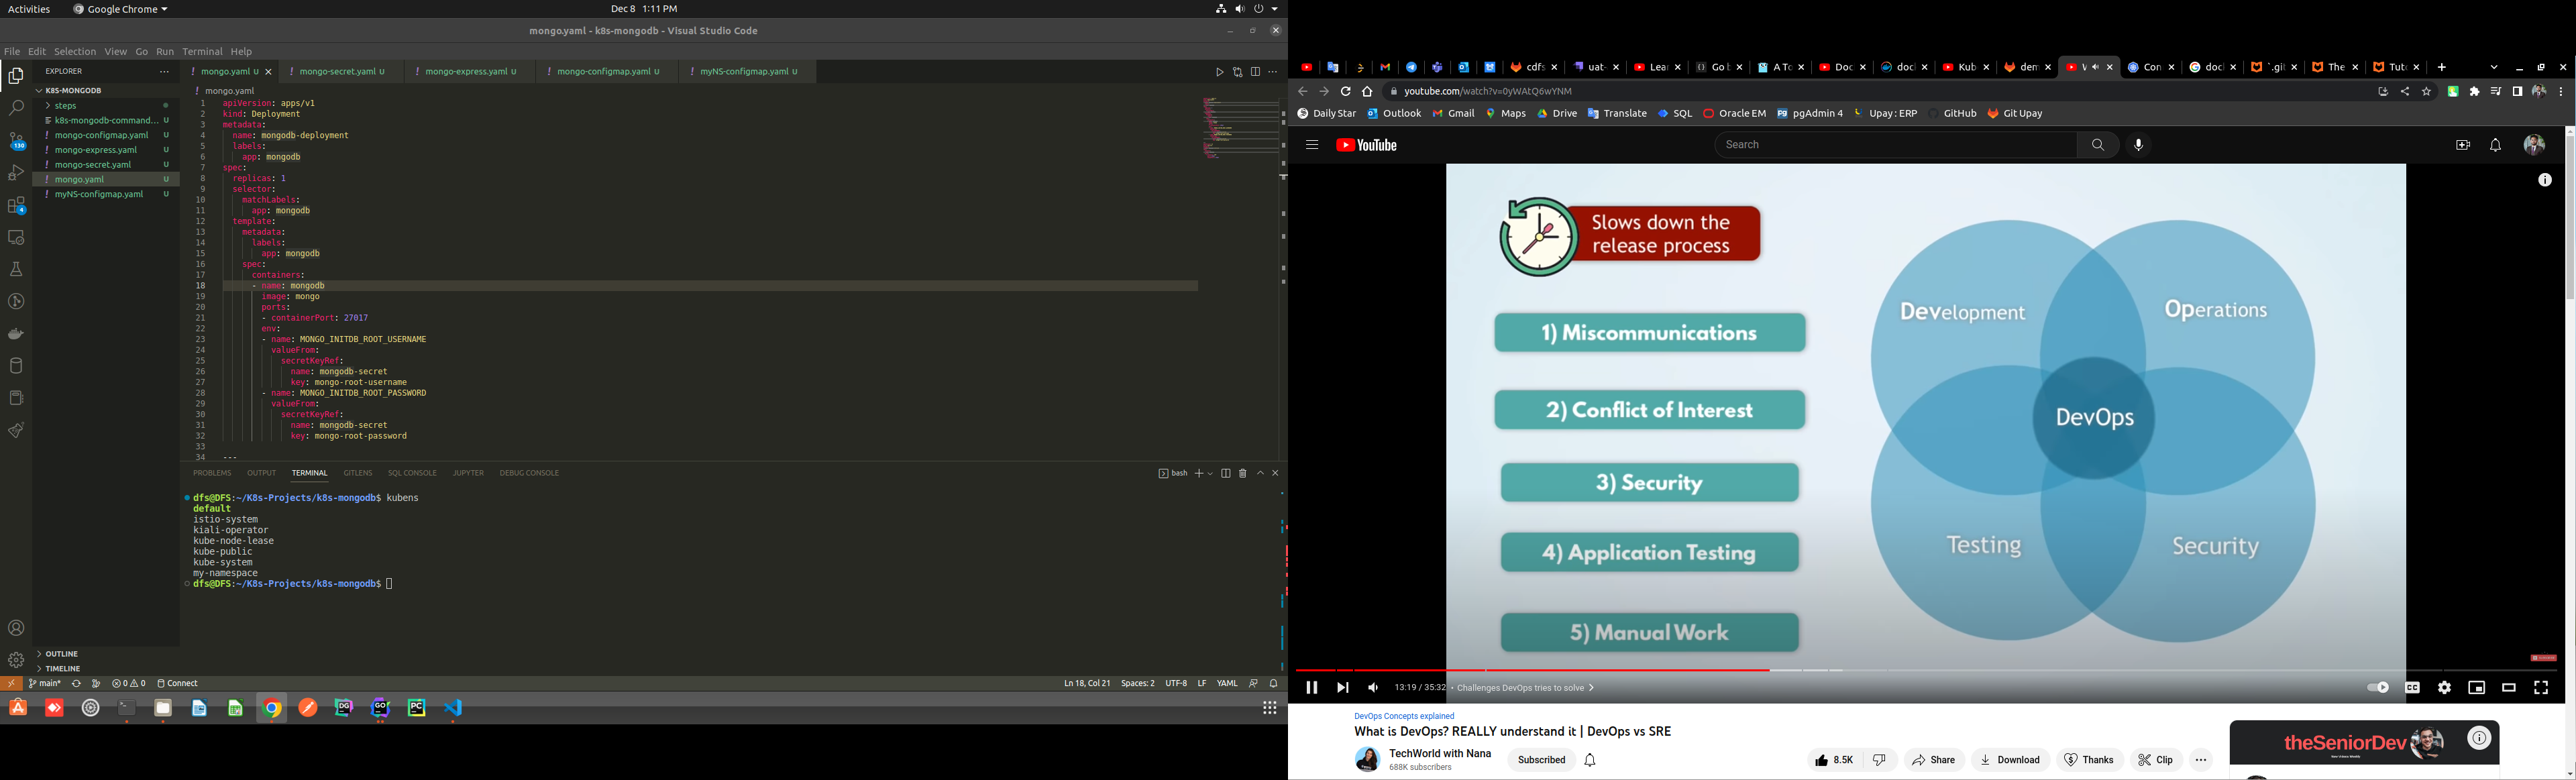 Activities
Google Chrome
Dec 8 1:11 PM
mongo.yaml - k8s-mongodb - Visual Studio Code
File Edit Selection View Go Run Terminal Help
EXPLORER
K8S-MONGODB
steps
k8s-mongodb-command... U
mongo-configmap.yaml U
mongo-express.yaml U
mongo-secret.yaml U
mongo.yaml U
myNS-configmap.yaml U
130
4
OUTLINE
TIMELINE
mongo.yaml U
mongo-secret.yaml U
mongo-express.yaml U
mongo-configmap.yaml U
myNS-configmap.yaml U
mongo.yaml
1 apiVersion: apps/v1
2 kind: Deployment
3 metadata:
4 name: mongodb-deployment
5 labels:
6 app: mongodb
7 spec:
8 replicas: 1
9 selector:
10 matchLabels:
11 app: mongodb
12 template:
13 metadata:
14 labels:
15 app: mongodb
16 spec:
17 containers:
18 - name: mongodb
19 image: mongo
20 ports:
21 - containerPort: 27017
22 env:
23 - name: MONGO_INITDB_ROOT_USERNAME
24 valueFrom:
25 secretKeyRef:
26 name: mongodb-secret
27 key: mongo-root-username
28 - name: MONGO_INITDB_ROOT_PASSWORD
29 valueFrom:
30 secretKeyRef:
31 name: mongodb-secret
32 key: mongo-root-password
33
34 ---
PROBLEMS OUTPUT TERMINAL GITLENS SQL CONSOLE JUPYTER DEBUG CONSOLE
bash
dfs@DFS:~/K8s-Projects/k8s-mongodb$ kubens
default
istio-system
kiali-operator
kube-node-lease
kube-public
kube-system
my-namespace
dfs@DFS:~/K8s-Projects/k8s-mongodb$
main*
0 0
Connect
Ln 18, Col 21 Spaces: 2 UTF-8 LF YAML
DG
GO
PC
cdfs
uat-
Lear
Go b
A To
Doc
doc
Kub
dem
Con
doc
`.git
The
Tuto
youtube.com/watch?v=0yWAtQ6wYNM
Daily Star Outlook Gmail Maps Drive Translate SQL Oracle EM pgAdmin 4 Upay : ERP GitHub Git Upay
YouTube
Search
Slows down the
release process
1) Miscommunications
2) Conflict of Interest
3) Security
4) Application Testing
5) Manual Work
Development
Operations
DevOps
Testing
Security
13:19 / 35:32 • Challenges DevOps tries to solve
DevOps Concepts explained
What is DevOps? REALLY understand it | DevOps vs SRE
TechWorld with Nana
688K subscribers
Subscribed
8.5K
Share
Download
Thanks
Clip
theSeniorDev